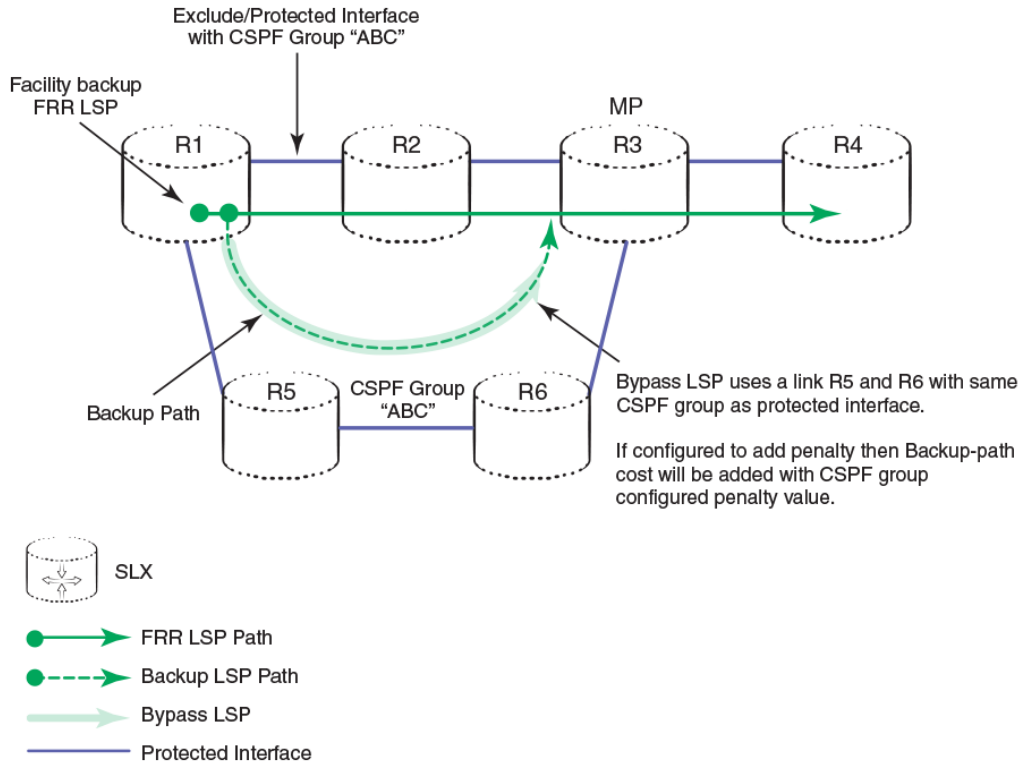 Exclude/Protected Interface
with CSPF Group “ABC”
Facility backup
FRR LSP
MP
R1
R2
R3
R4
R5
CSPF Group
“ABC”
R6
Backup Path
Bypass LSP uses a link R5 and R6 with same
CSPF group as protected interface.
If configured to add penalty then Backup-path
cost will be added with CSPF group
configured penalty value.
SLX
FRR LSP Path
Backup LSP Path
Bypass LSP
Protected Interface